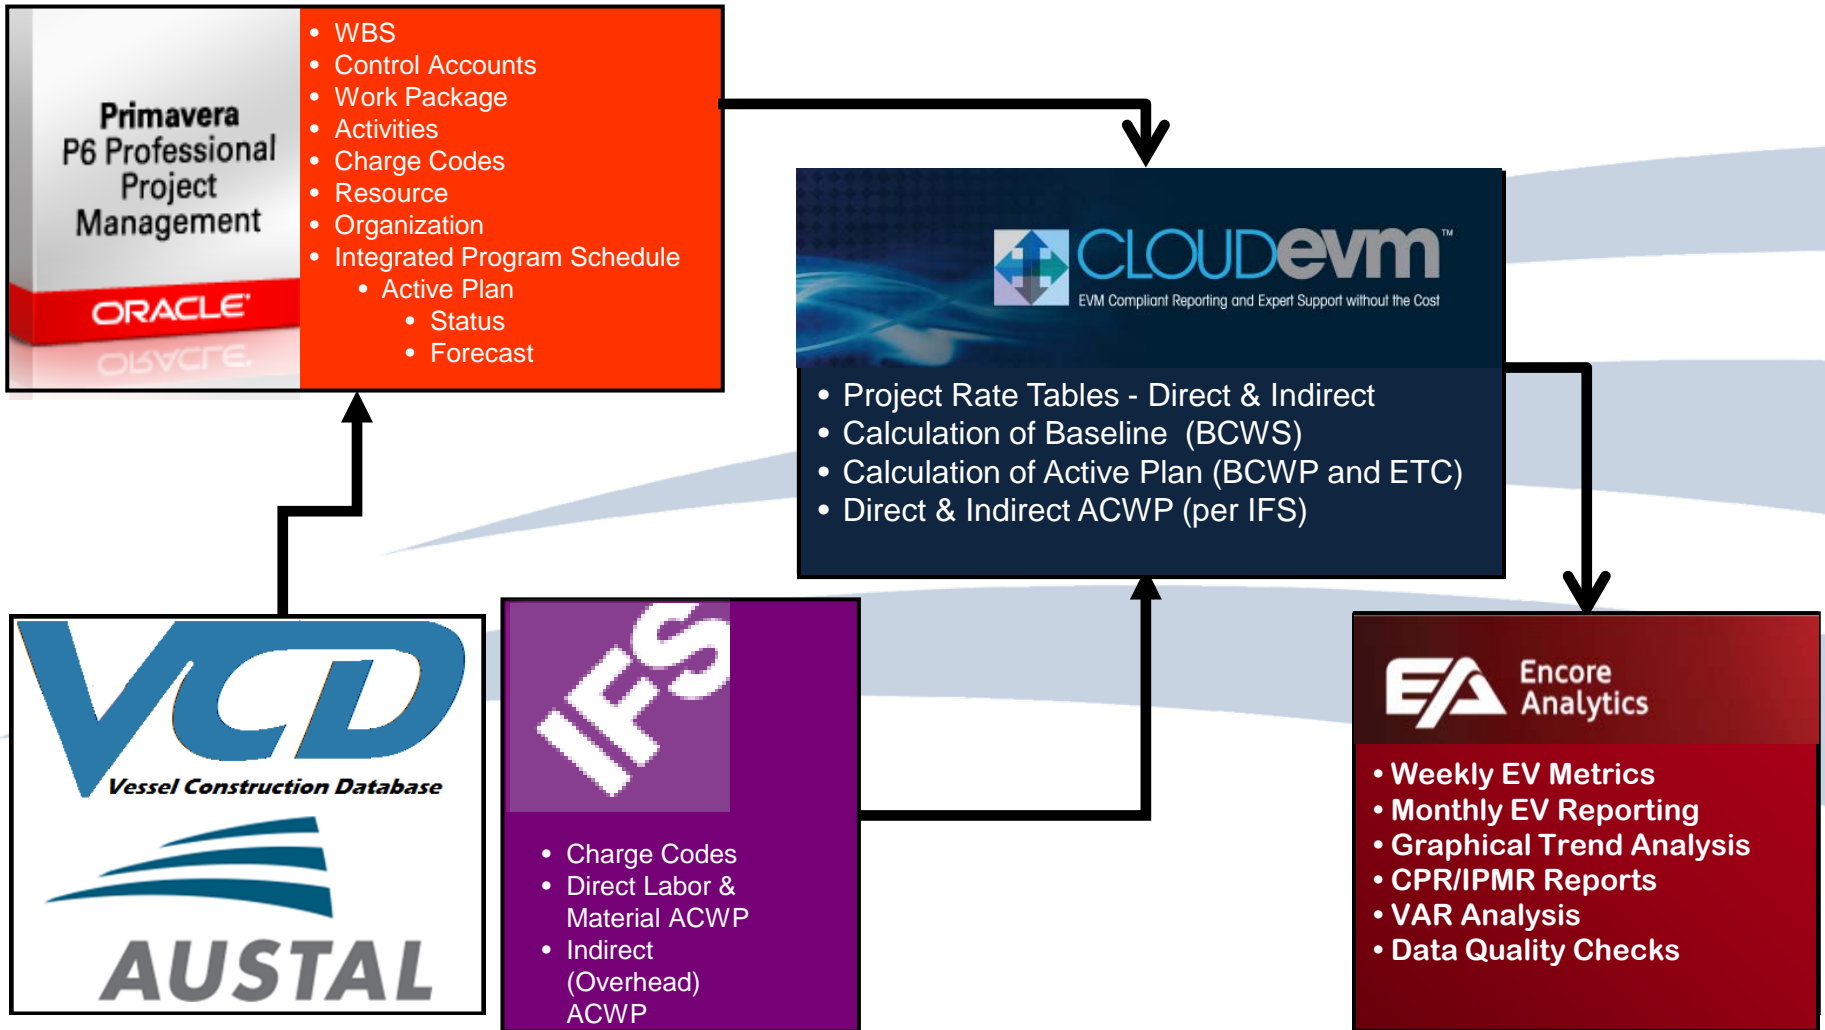 Primavera
P6 Professional
Project
Management
ORACLE
• WBS
• Control Accounts
• Work Package
• Activities
• Charge Codes
• Resource
• Organization
• Integrated Program Schedule
• Active Plan
• Status
• Forecast
CLOUDevm™
EVM Compliant Reporting and Expert Support without the Cost
• Project Rate Tables - Direct & Indirect
• Calculation of Baseline (BCWS)
• Calculation of Active Plan (BCWP and ETC)
• Direct & Indirect ACWP (per IFS)
VCD
Vessel Construction Database
AUSTAL
IFS
• Charge Codes
• Direct Labor &
Material ACWP
• Indirect
(Overhead)
ACWP
EA Encore
Analytics
• Weekly EV Metrics
• Monthly EV Reporting
• Graphical Trend Analysis
• CPR/IPMR Reports
• VAR Analysis
• Data Quality Checks